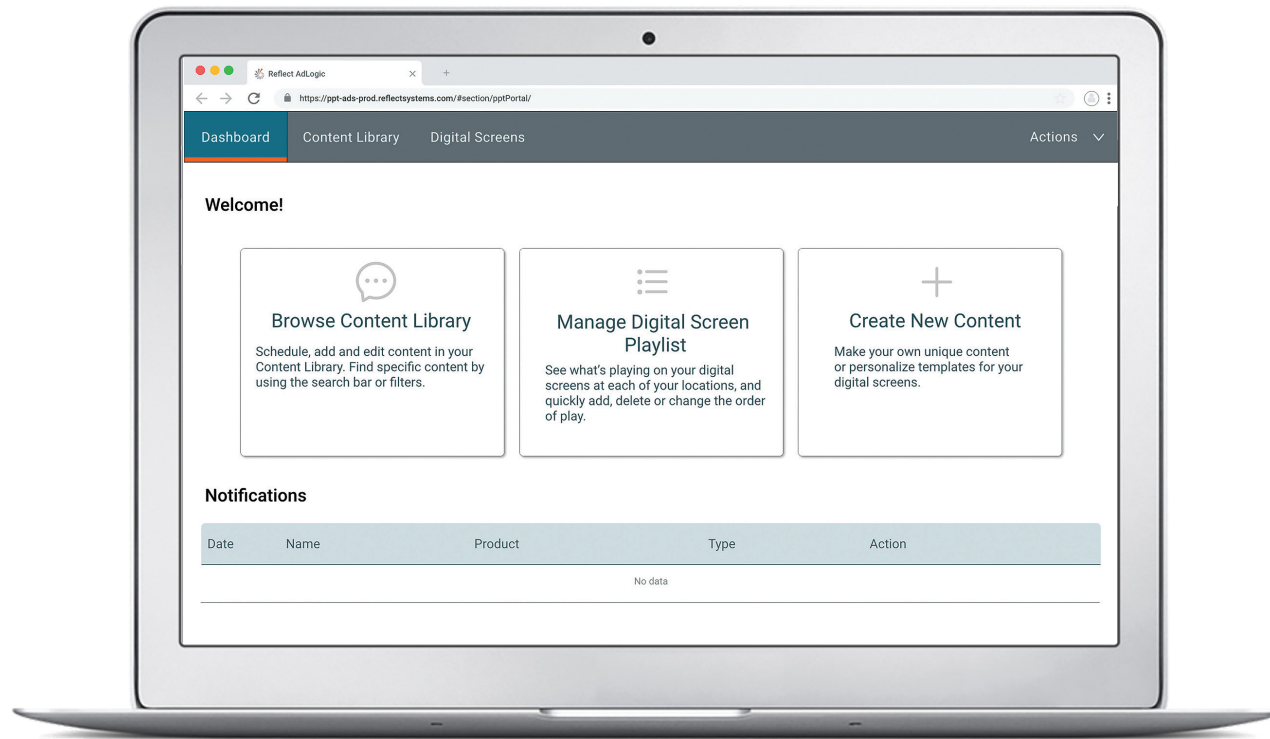 Reflect AdLogic
https://ppt-ads-prod.reflectsystems.com/#section/pptPortal/
Dashboard Content Library Digital Screens Actions
Welcome!
Browse Content Library
Schedule, add and edit content in your
Content Library. Find specific content by
using the search bar or filters.
Manage Digital Screen
Playlist
See what's playing on your digital
screens at each of your locations, and
quickly add, delete or change the order
of play.
Create New Content
Make your own unique content
or personalize templates for your
digital screens.
Notifications
Date Name Product Type Action
No data